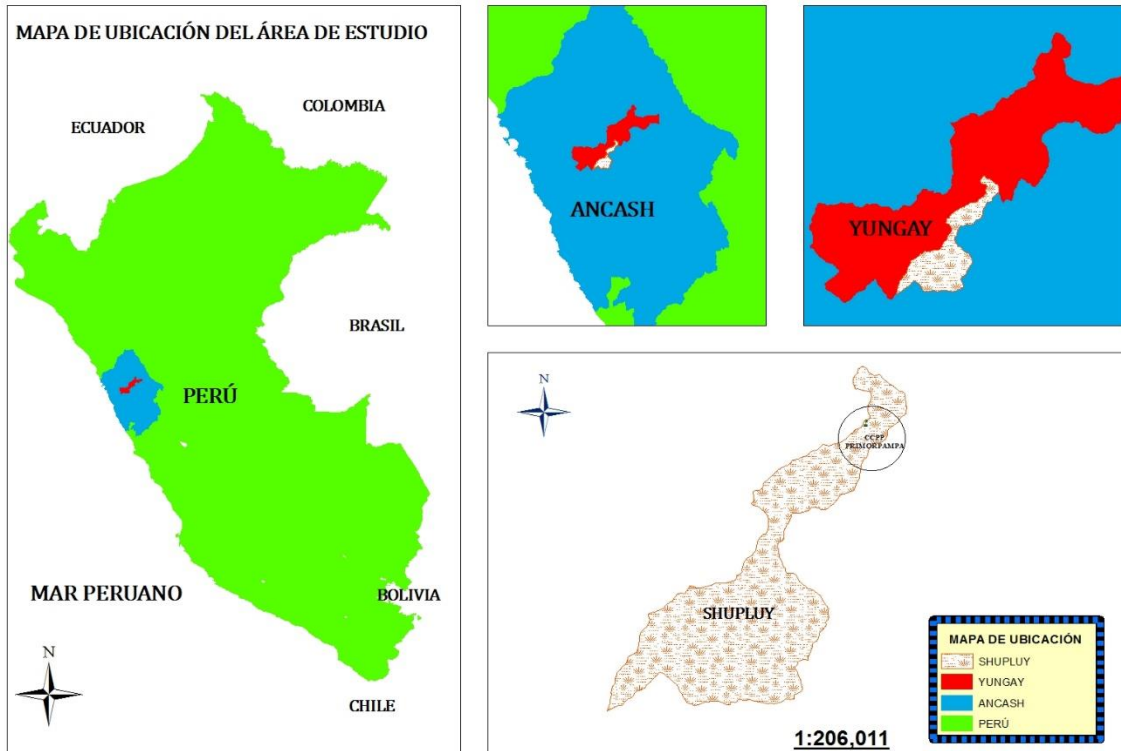 MAPA DE UBICACIÓN DEL ÁREA DE ESTUDIO
COLOMBIA
ECUADOR
BRASIL
PERÚ
MAR PERUANO
BOLIVIA
N
CHILE
ANCASH
YUNGAY
N
CCPP
PRIMORPAMPA
SHUPLUY
MAPA DE UBICACIÓN
SHUPLUY
YUNGAY
ANCASH
PERÚ
1:206,011